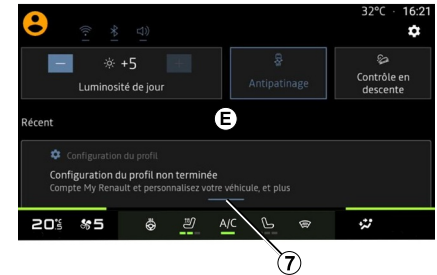 32°C · 16:21
— +5 +
Luminosité de jour
Antipatinage
Contrôle en
descente
E
Récent
Configuration du profil
Configuration du profil non terminée
Compte My Renault et personnalisez votre véhicule, et plus
20°5 5 A/C
7